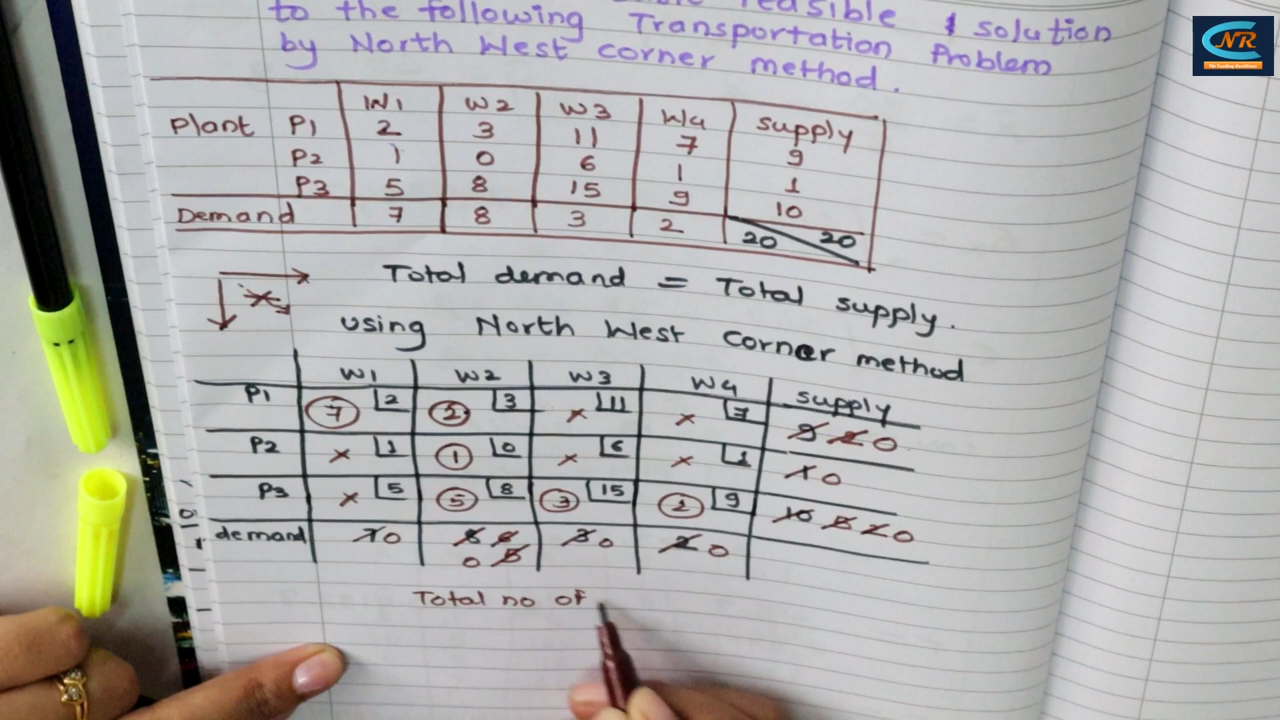 feasible solution
to the following Transportation Problem
by North West corner method.
W1 W2 W3 W4 supply
Plant P1 2 3 11 7 9
P2 1 0 6 1 1
P3 5 8 15 9 10
Demand 7 8 3 2 20 20
Total demand = Total supply.
using North West corner method
W1 W2 W3 W4 supply
P1 7 2 2 3 × 11 × 7 9 2 0
P2 × 1 1 0 × 6 × 1 1 0
P3 × 5 5 8 3 15 2 9 10 5 2 0
demand 7 0 8 6 3 0 2 0
0 5
Total no of
CNR